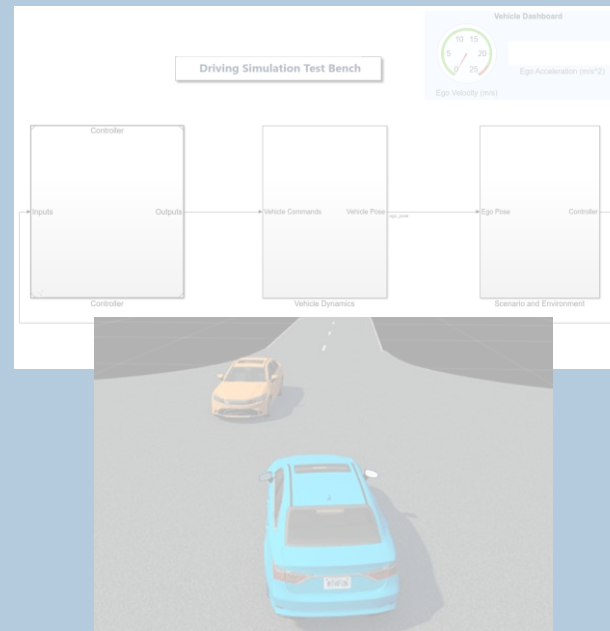 Vehicle Dashboard
Driving Simulation Test Bench
10 15
5 20
0 25
Ego Acceleration (m/s^2)
Ego Velocity (m/s)
Controller
Inputs Outputs Vehicle Commands Vehicle Pose Ego Pose Controller
ego_pose
Controller Vehicle Dynamics Scenario and Environment